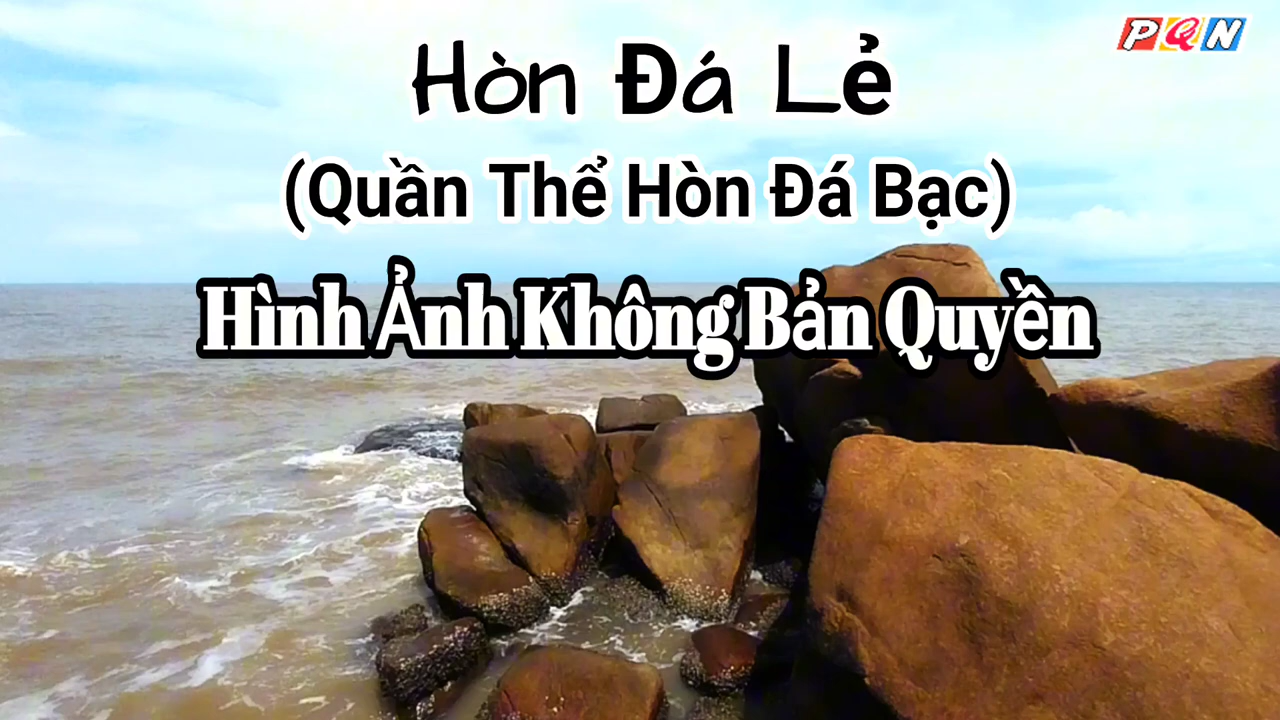 PQN
Hòn Đá Lẻ
(Quần Thể Hòn Đá Bạc)
Hình Ảnh Không Bản Quyền